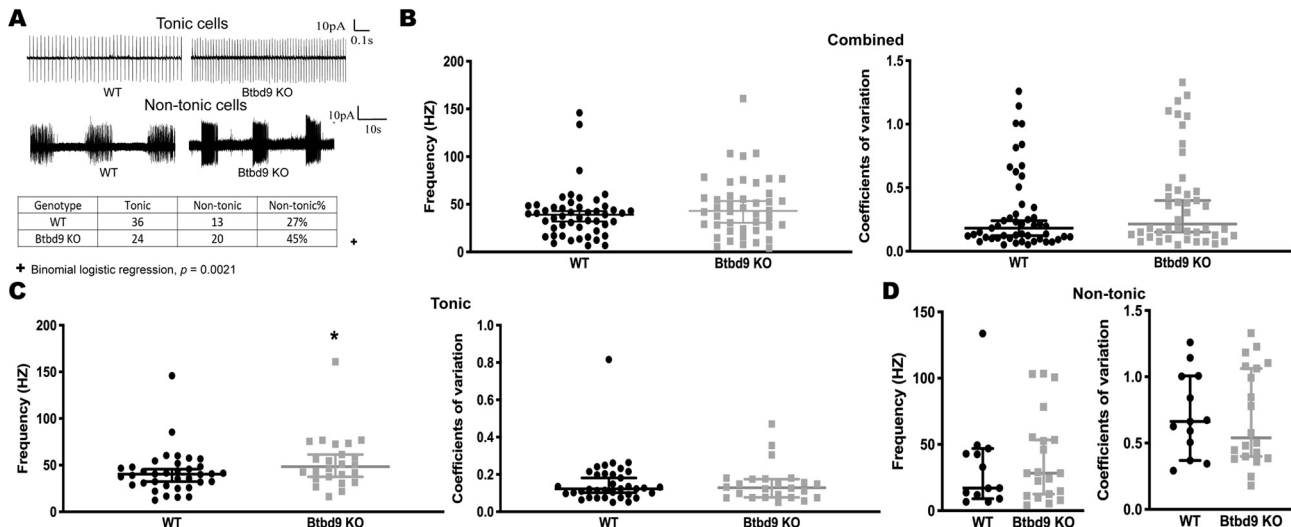 A
Tonic cells
10pA
0.1s
WT
Btbd9 KO
Non-tonic cells
10pA
10s
WT
Btbd9 KO
Genotype Tonic Non-tonic Non-tonic%
WT 36 13 27%
Btbd9 KO 24 20 45%
+
+ Binomial logistic regression, p = 0.0021
B
Combined
Frequency (HZ)
200
150
100
50
0
WT
Btbd9 KO
Coefficients of variation
1.5
1.0
0.5
0.0
WT
Btbd9 KO
C
Tonic
Frequency (HZ)
200
150
100
50
0
*
WT
Btbd9 KO
Coefficients of variation
1.0
0.8
0.6
0.4
0.2
0.0
WT
Btbd9 KO
D
Non-tonic
Frequency (HZ)
150
100
50
0
WT
Btbd9 KO
Coefficients of variation
1.5
1.0
0.5
0.0
WT
Btbd9 KO